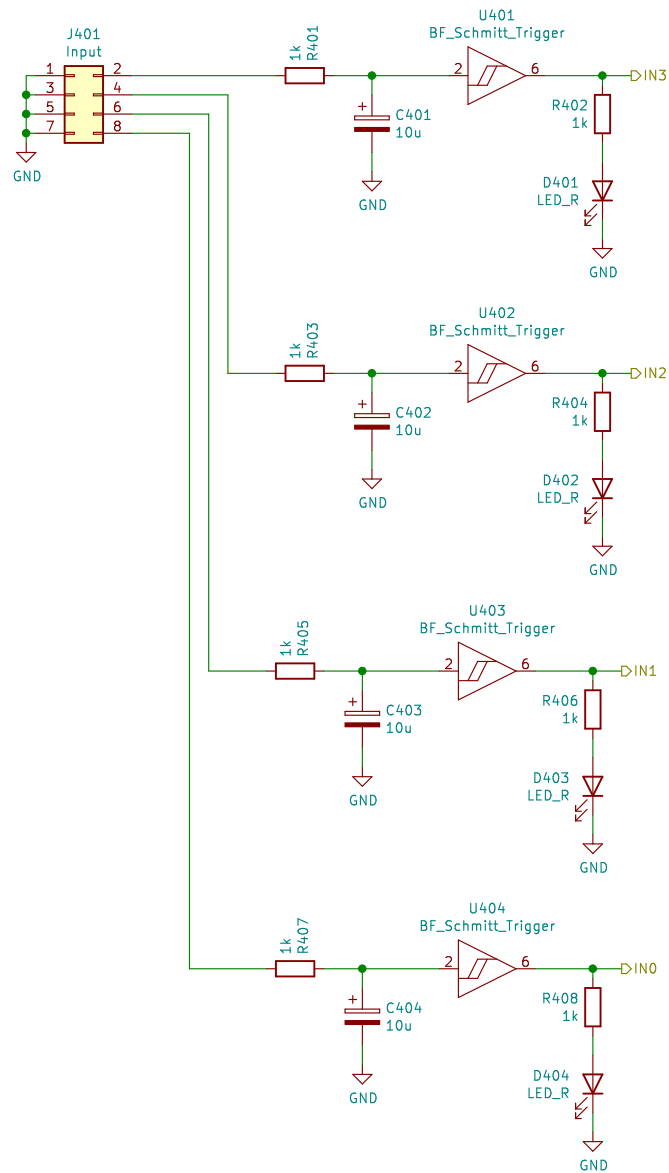 J401
Input
1
2
3
4
5
6
7
8
GND
1k
R401
C401
10u
GND
U401
BF_Schmitt_Trigger
2
6
IN3
R402
1k
D401
LED_R
GND
1k
R403
C402
10u
GND
U402
BF_Schmitt_Trigger
2
6
IN2
R404
1k
D402
LED_R
GND
1k
R405
C403
10u
GND
U403
BF_Schmitt_Trigger
2
6
IN1
R406
1k
D403
LED_R
GND
1k
R407
C404
10u
GND
U404
BF_Schmitt_Trigger
2
6
IN0
R408
1k
D404
LED_R
GND